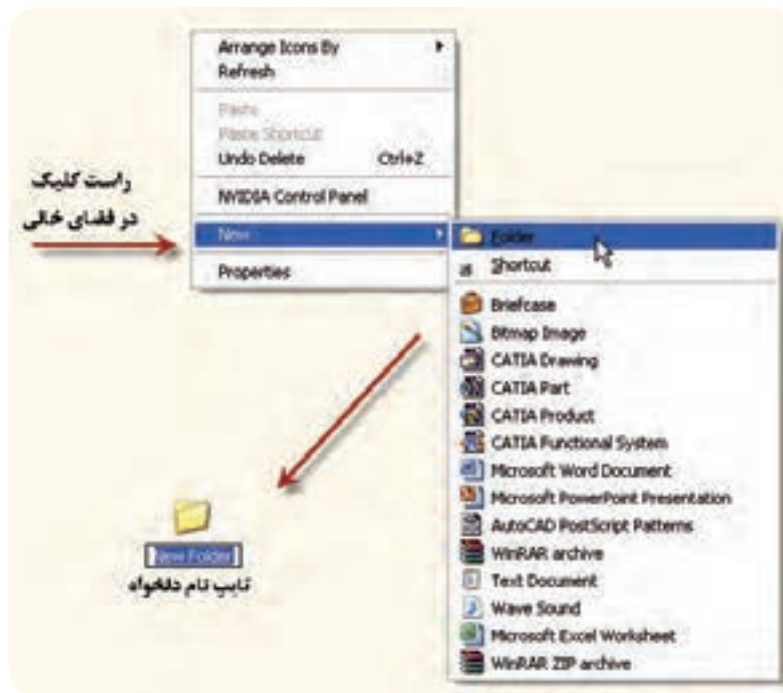 Arrange Icons By
Refresh
Paste
Paste Shortcut
Undo Delete Ctrl+Z
NVIDIA Control Panel
New
Properties
راست کلیک
در فضای خالی
Folder
Shortcut
Briefcase
Bitmap Image
CATIA Drawing
CATIA Part
CATIA Product
CATIA Functional System
Microsoft Word Document
Microsoft PowerPoint Presentation
AutoCAD PostScript Patterns
WinRAR archive
Text Document
Wave Sound
Microsoft Excel Worksheet
WinRAR ZIP archive
New Folder
تایپ نام دلخواه